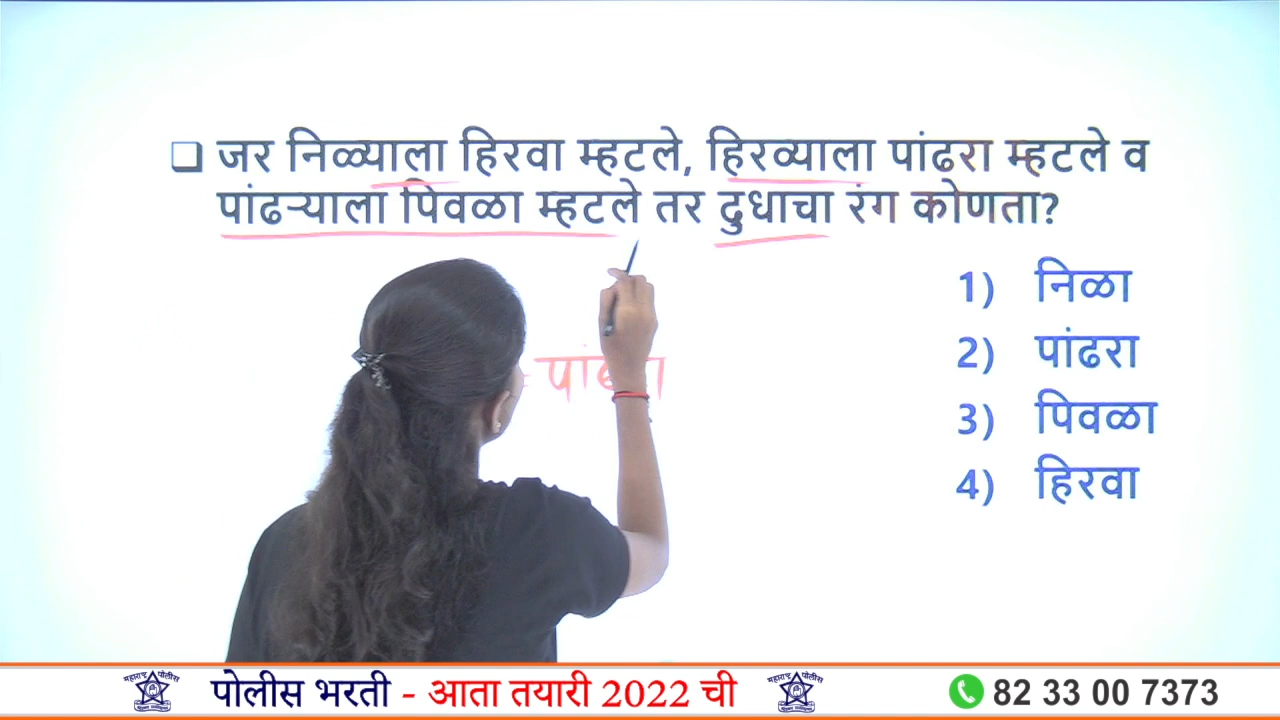 ❑ जर निळ्याला हिरवा म्हटले, हिरव्याला पांढरा म्हटले व
पांढऱ्याला पिवळा म्हटले तर दुधाचा रंग कोणता?
1) निळा
2) पांढरा
3) पिवळा
4) हिरवा
पोलीस भरती - आता तयारी 2022 ची
82 33 00 7373